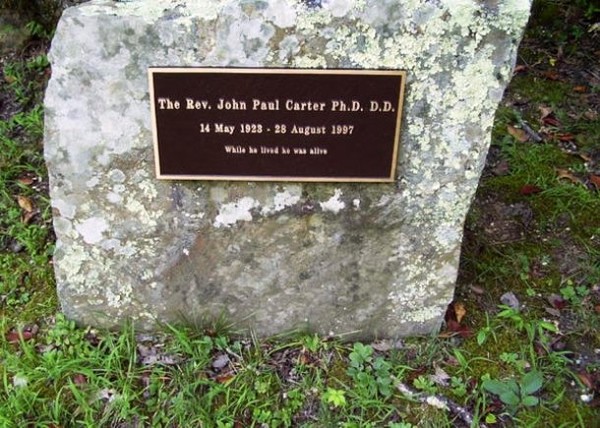 The Rev. John Paul Carter Ph.D. D.D.
14 May 1923 - 28 August 1997
While he lived he was alive